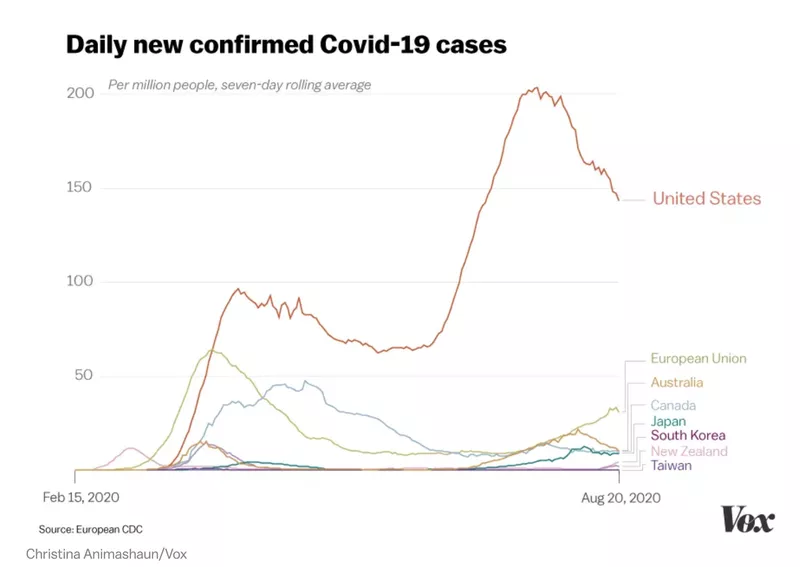 Daily new confirmed Covid-19 cases
Per million people, seven-day rolling average
200
150
United States
100
50
European Union
Australia
Canada
Japan
South Korea
New Zealand
Taiwan
Feb 15, 2020
Aug 20, 2020
Source: European CDC
Vox
Christina Animashaun/Vox